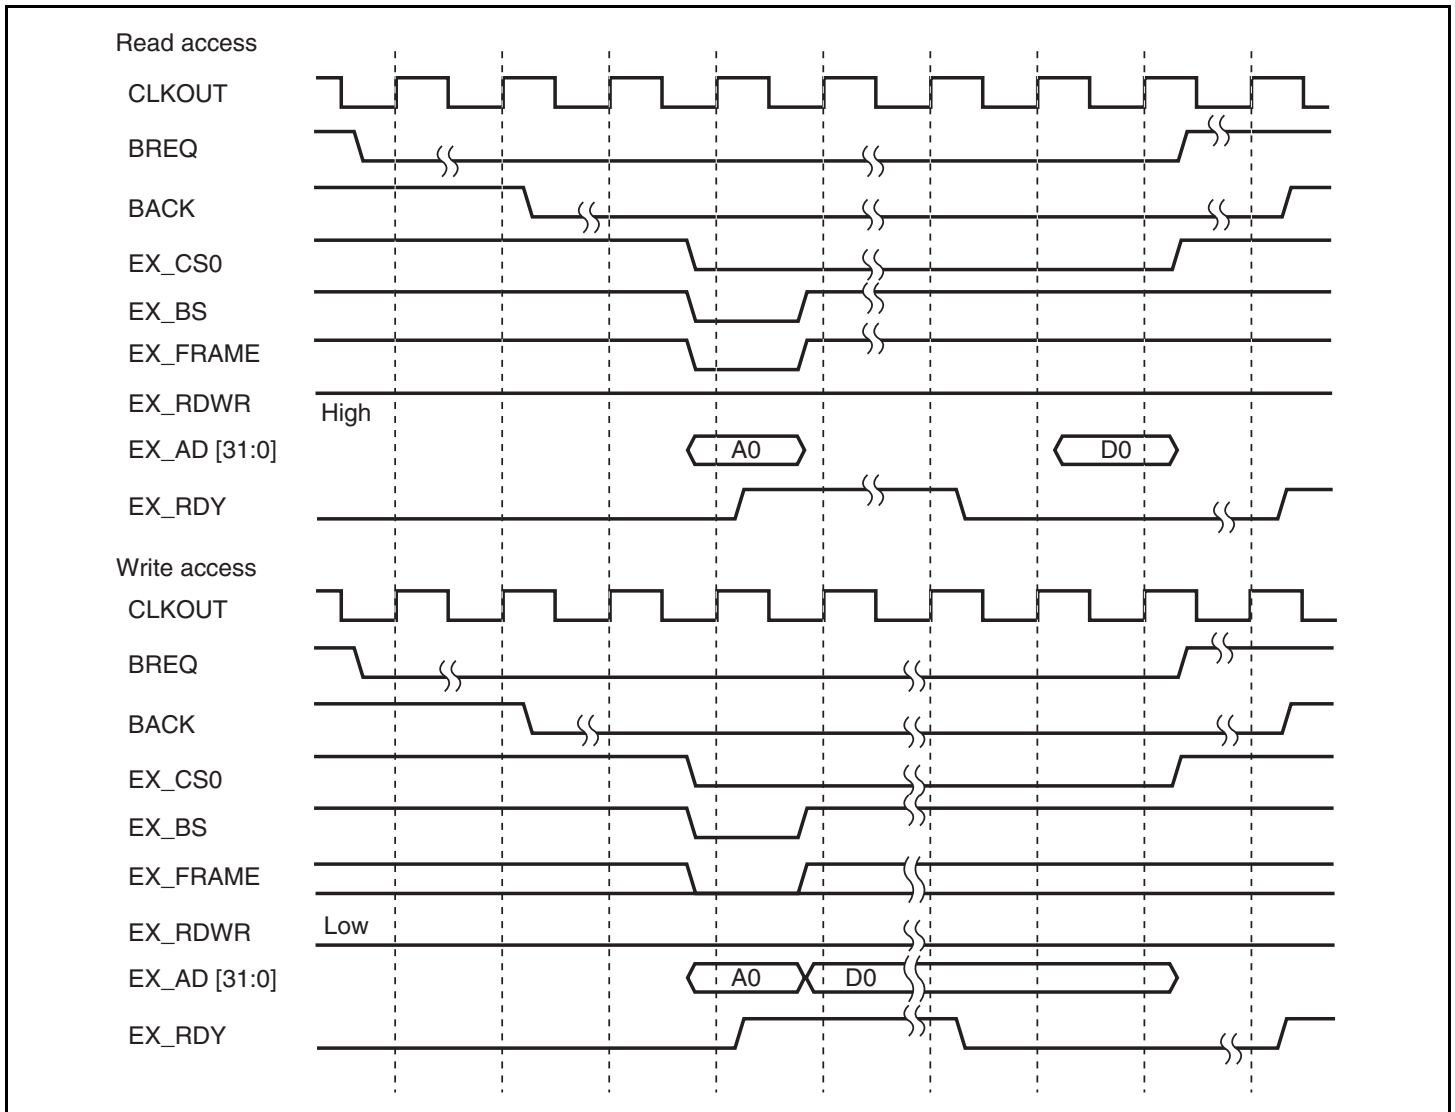 Read access
CLKOUT
BREQ
BACK
EX_CS0
EX_BS
EX_FRAME
EX_RDWR
High
EX_AD [31:0]
A0
D0
EX_RDY
Write access
CLKOUT
BREQ
BACK
EX_CS0
EX_BS
EX_FRAME
EX_RDWR
Low
EX_AD [31:0]
A0
D0
EX_RDY